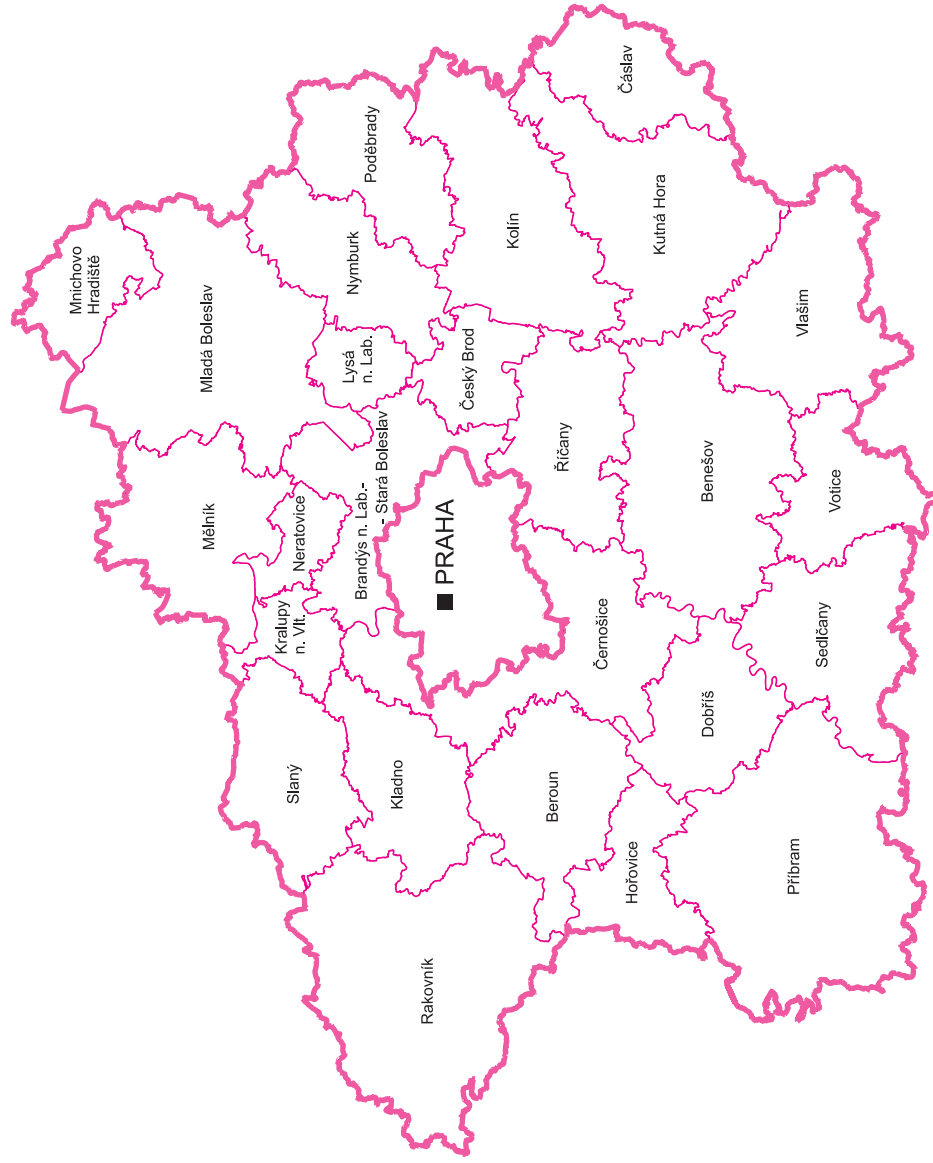 Mnichovo
Hradiště
Mladá Boleslav
Mělník
Poděbrady
Nymburk
Lysá
n. Lab.
Neratovice
Kralupy
n. Vlt.
Brandýs n. Lab.-
- Stará Boleslav
Slaný
Kladno
Rakovník
PRAHA
Český Brod
Kolín
Čáslav
Kutná Hora
Říčany
Černošice
Beroun
Hořovice
Dobříš
Benešov
Vlašim
Votice
Sedlčany
Příbram